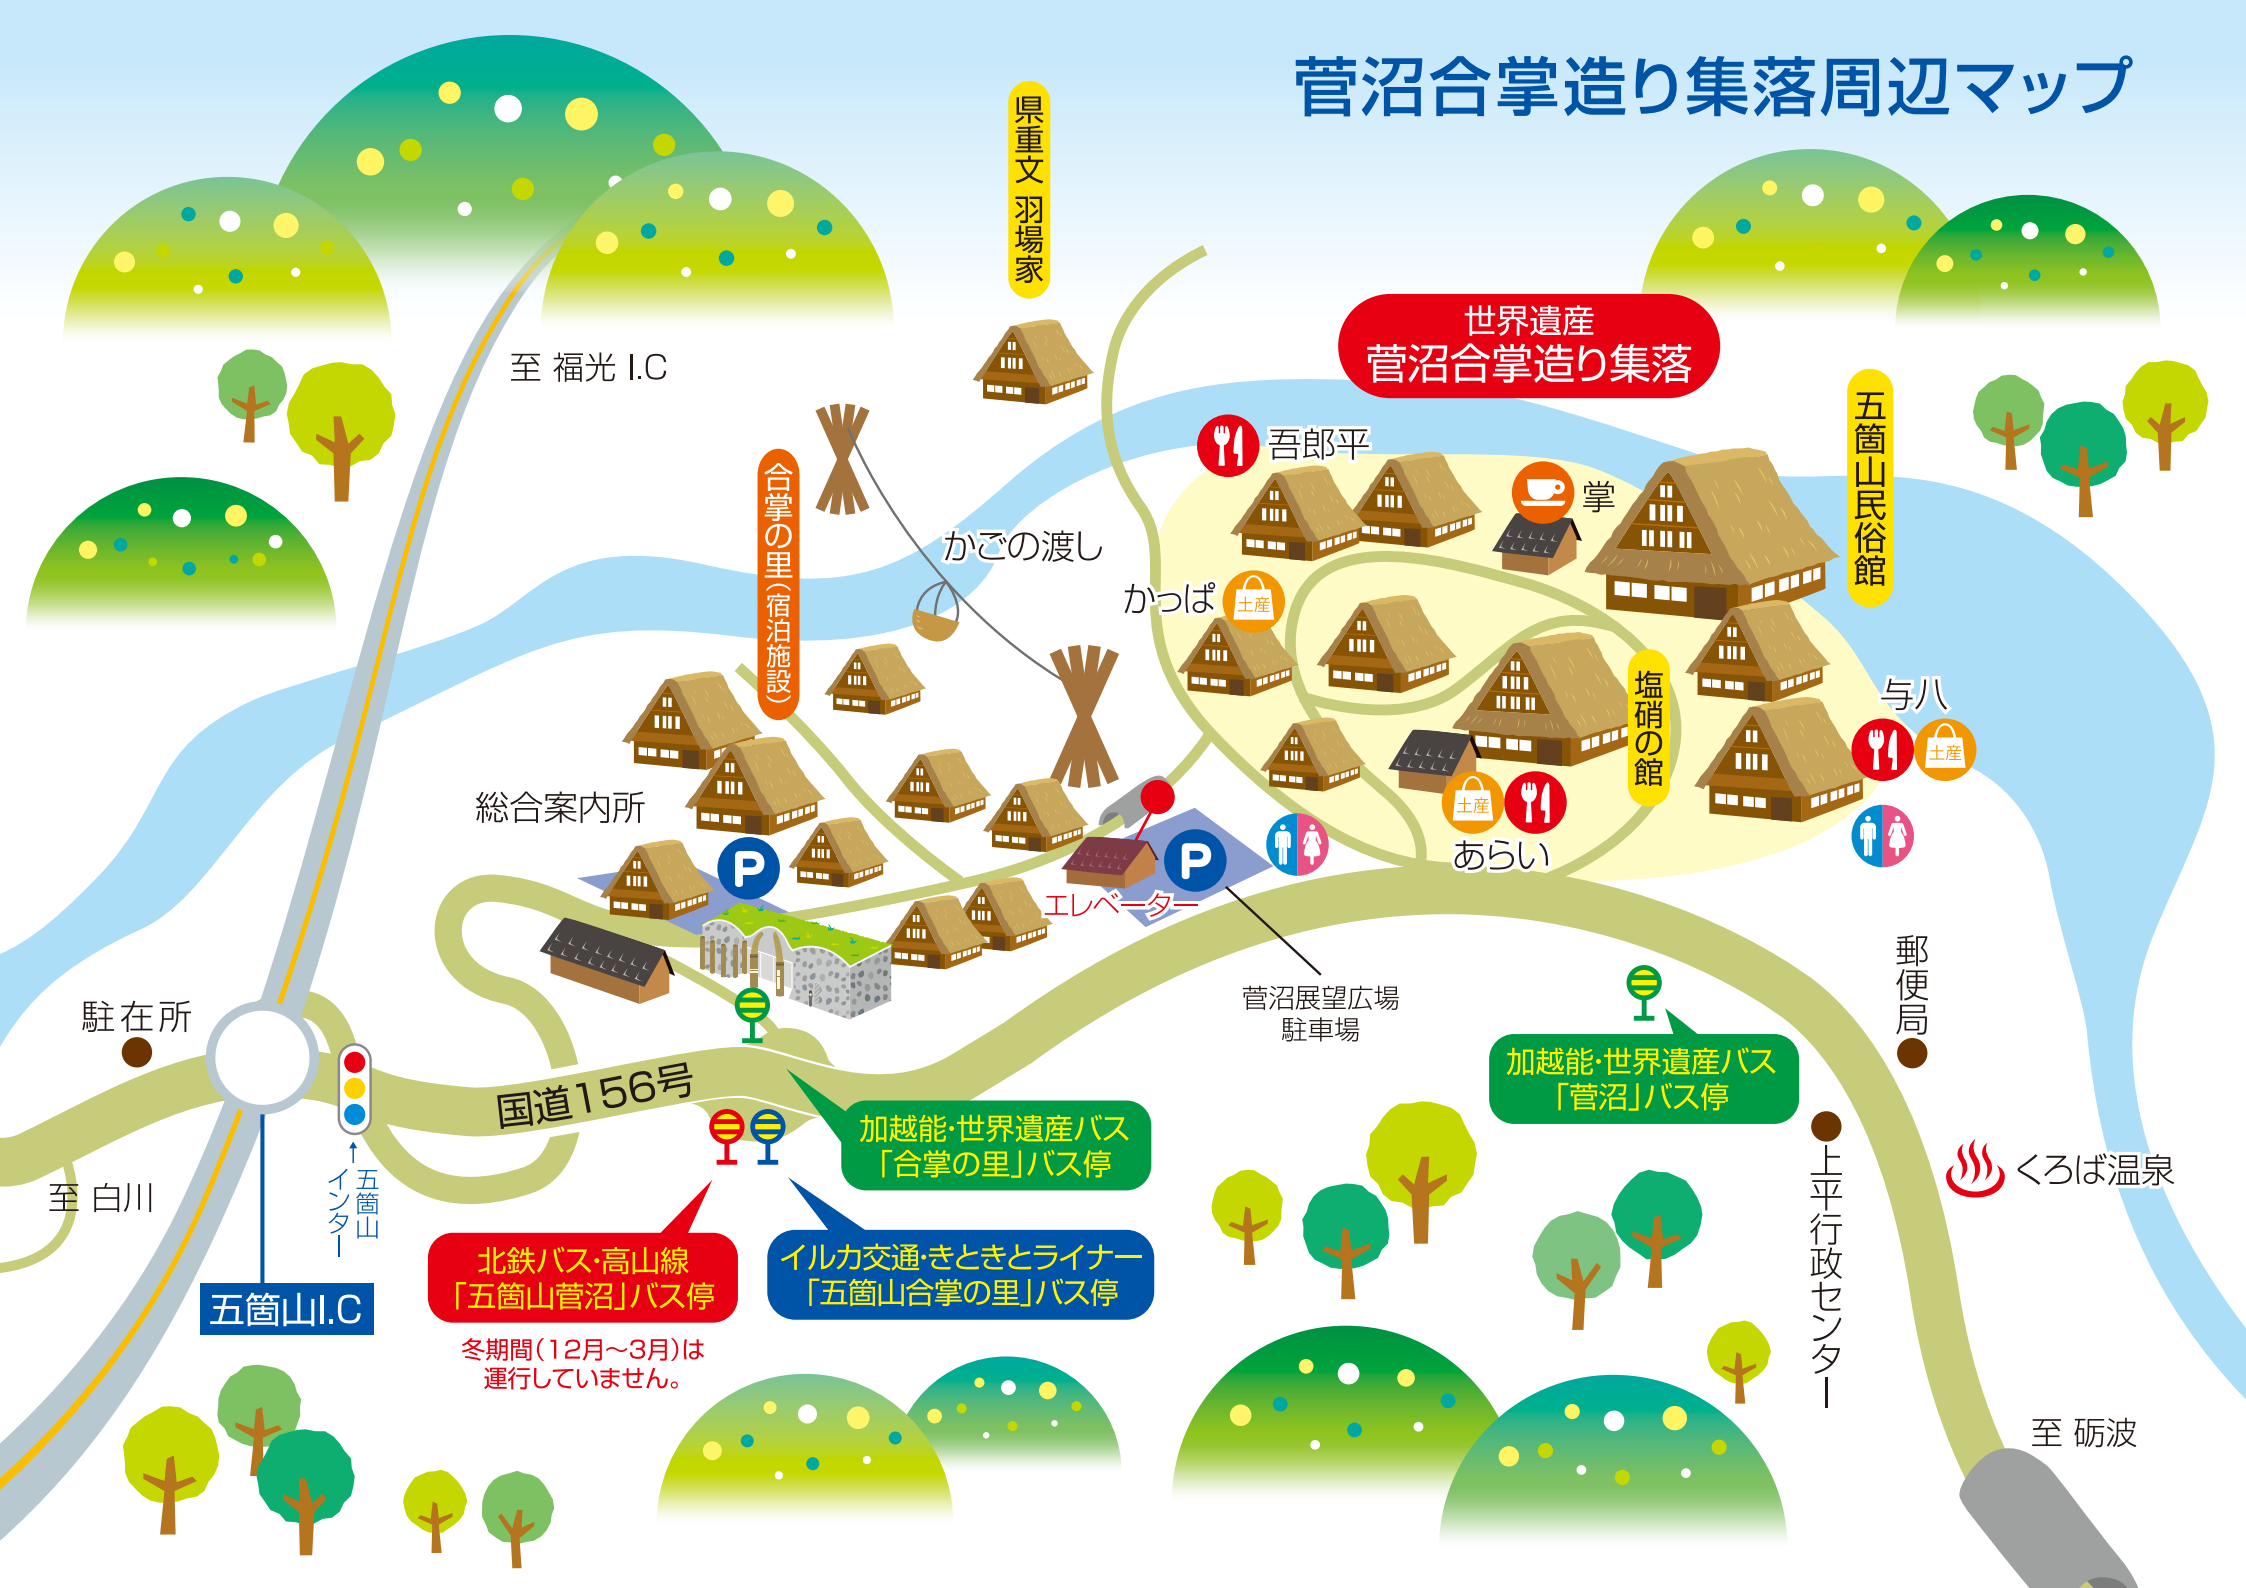 菅沼合掌造り集落周辺マップ
県重文 羽場家
世界遺産
菅沼合掌造り集落
至 福光 I.C
五箇山民俗館
吾郎平
掌
合掌の里(宿泊施設)
かごの渡し
かっぱ
土産
塩硝の館
与八
土産
総合案内所
P
P
土産
あらい
エレベーター
菅沼展望広場
駐車場
郵便局
駐在所
加越能・世界遺産バス
「菅沼」バス停
国道156号
加越能・世界遺産バス
「合掌の里」バス停
上平行政センター
くろば温泉
至 白川
五箇山
インター
五箇山I.C
北鉄バス・高山線
「五箇山菅沼」バス停
イルカ交通・きときとライナー
「五箇山合掌の里」バス停
冬期間(12月〜3月)は
運行していません。
至 砺波